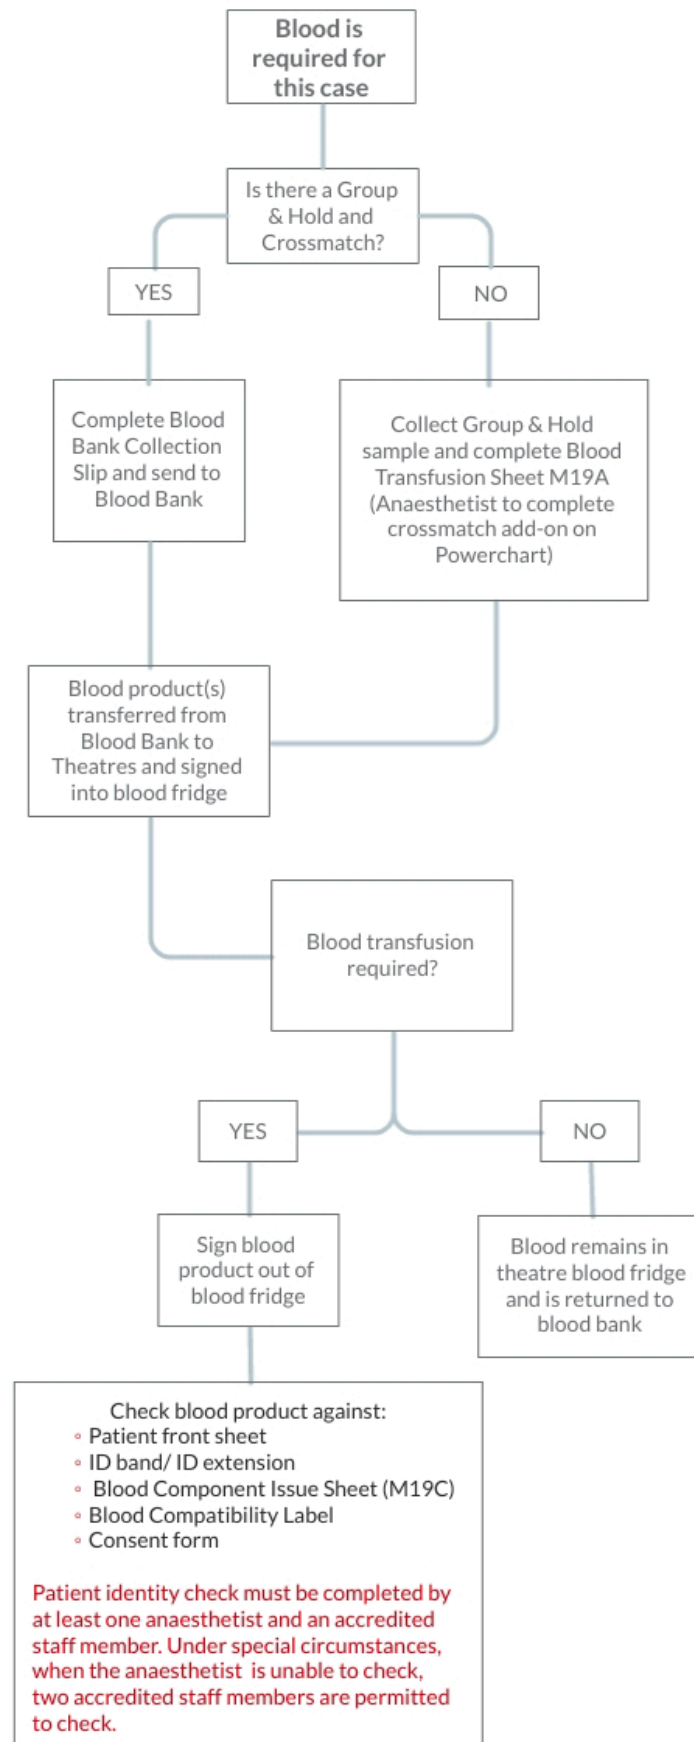 Blood is
required for
this case
Is there a Group
& Hold and
Crossmatch?
YES
NO
Complete Blood
Bank Collection
Slip and send to
Blood Bank
Collect Group & Hold
sample and complete Blood
Transfusion Sheet M19A
(Anaesthetist to complete
crossmatch add-on on
Powerchart)
Blood product(s)
transferred from
Blood Bank to
Theatres and signed
into blood fridge
Blood transfusion
required?
YES
NO
Sign blood
product out of
blood fridge
Blood remains in
theatre blood fridge
and is returned to
blood bank
Check blood product against:
◦ Patient front sheet
◦ ID band/ ID extension
◦ Blood Component Issue Sheet (M19C)
◦ Blood Compatibility Label
◦ Consent form
Patient identity check must be completed by
at least one anaesthetist and an accredited
staff member. Under special circumstances,
when the anaesthetist is unable to check,
two accredited staff members are permitted
to check.